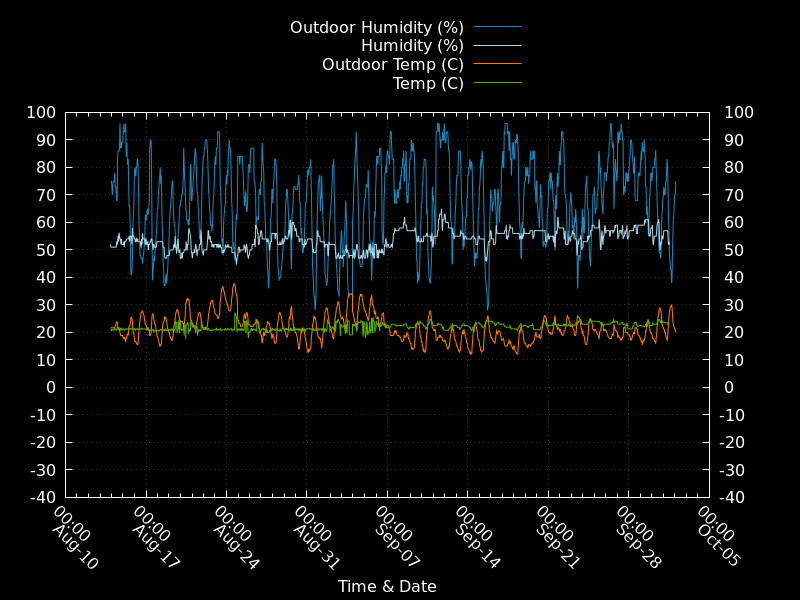 Outdoor Humidity (%)
Humidity (%)
Outdoor Temp (C)
Temp (C)
100 100
90 90
80 80
70 70
60 60
50 50
40 40
30 30
20 20
10 10
0 0
-10 -10
-20 -20
-30 -30
-40 -40
00:00 00:00 00:00 00:00 00:00 00:00 00:00 00:00 00:00
Aug-10 Aug-17 Aug-24 Aug-31 Sep-07 Sep-14 Sep-21 Sep-28 Oct-05
Time & Date